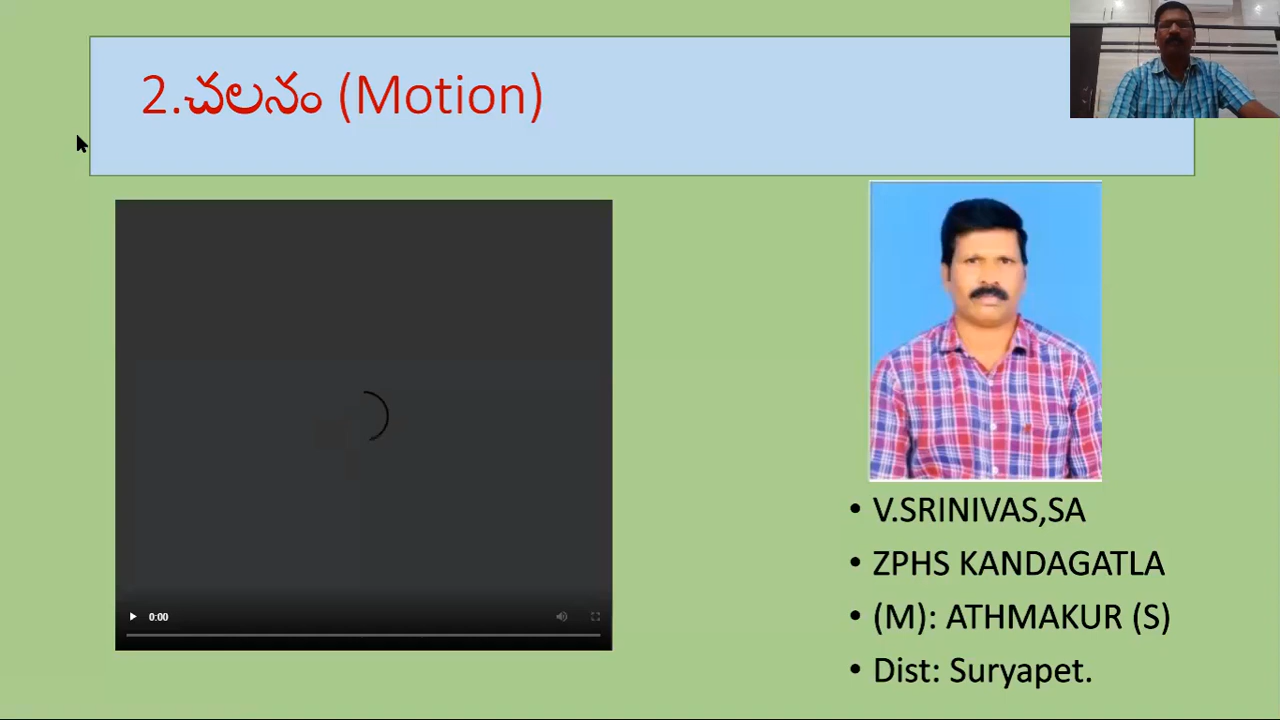 2.చలనం (Motion)
0:00
• V.SRINIVAS,SA
• ZPHS KANDAGATLA
• (M): ATHMAKUR (S)
• Dist: Suryapet.